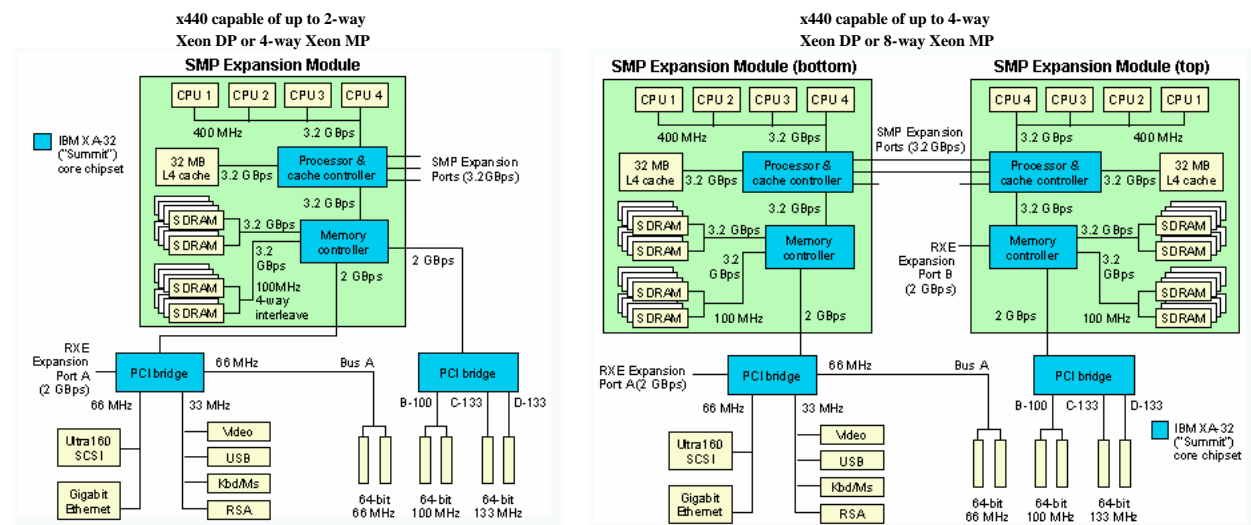 x440 capable of up to 2-way
Xeon DP or 4-way Xeon MP
SMP Expansion Module
CPU 1 CPU 2 CPU 3 CPU 4
400 MHz 3.2 GBps
IBM XA-32
("Summit")
core chipset
32 MB
L4 cache
3.2 GBps
Processor &
cache controller
SMP Expansion
Ports (3.2GBps)
3.2 GBps
SDRAM
SDRAM
3.2 GBps
Memory
controller
3.2
GBps
2 GBps
2 GBps
SDRAM
SDRAM
100MHz
4-way
interleave
RXE
Expansion
Port A
(2 GBps)
PCI bridge
66 MHz
Bus A
PCI bridge
66 MHz
33 MHz
B-100 C-133 D-133
Ultra160
SCSI
Gigabit
Ethernet
Video
USB
Kbd/Ms
RSA
64-bit
66 MHz
64-bit
100 MHz
64-bit
133 MHz
x440 capable of up to 4-way
Xeon DP or 8-way Xeon MP
SMP Expansion Module (bottom)
CPU 1 CPU 2 CPU 3 CPU 4
400 MHz 3.2 GBps
32 MB
L4 cache
3.2 GBps
Processor &
cache controller
3.2 GBps
SDRAM
SDRAM
3.2 GBps
Memory
controller
3.2
GBps
SDRAM
SDRAM
100 MHz
2 GBps
SMP Expansion
Ports (3.2GBps)
SMP Expansion Module (top)
CPU 4 CPU 3 CPU 2 CPU 1
3.2 GBps 400 MHz
Processor &
cache controller
3.2 GBps
32 MB
L4 cache
3.2 GBps
RXE
Expansion
Port B
(2 GBps)
Memory
controller
3.2 GBps
SDRAM
SDRAM
3.2
GBps
SDRAM
SDRAM
100 MHz
2 GBps
RXE Expansion
Port A(2 GBps)
PCI bridge
66 MHz
Bus A
PCI bridge
66 MHz
33 MHz
B-100 C-133 D-133
Ultra160
SCSI
Gigabit
Ethernet
Video
USB
Kbd/Ms
RSA
64-bit
66 MHz
64-bit
100 MHz
64-bit
133 MHz
IBM XA-32
("Summit")
core chipset